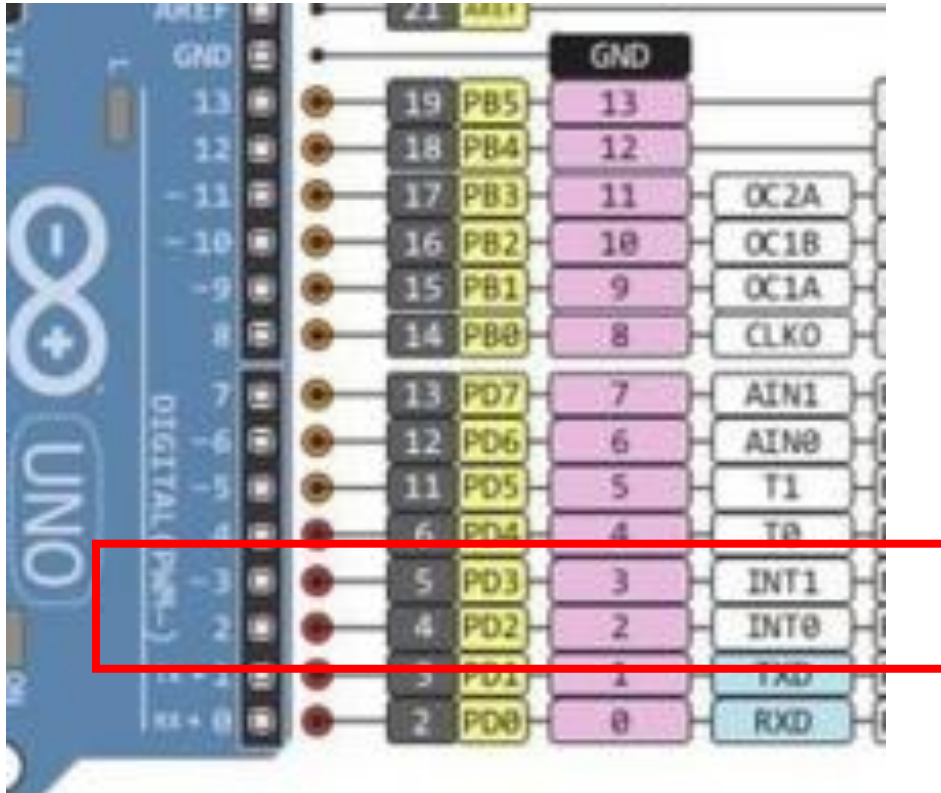 AREF 21 AREF
GND GND
13 19 PB5 13
12 18 PB4 12
~11 17 PB3 11 OC2A
~10 16 PB2 10 OC1B
~9 15 PB1 9 OC1A
8 14 PB0 8 CLKO
7 13 PD7 7 AIN1
~6 12 PD6 6 AIN0
~5 11 PD5 5 T1
4 6 PD4 4 T0
~3 5 PD3 3 INT1
2 4 PD2 2 INT0
1 3 PD1 1 TXD
RX 0 2 PD0 0 RXD
L
DIGITAL (PWM~)
UNO